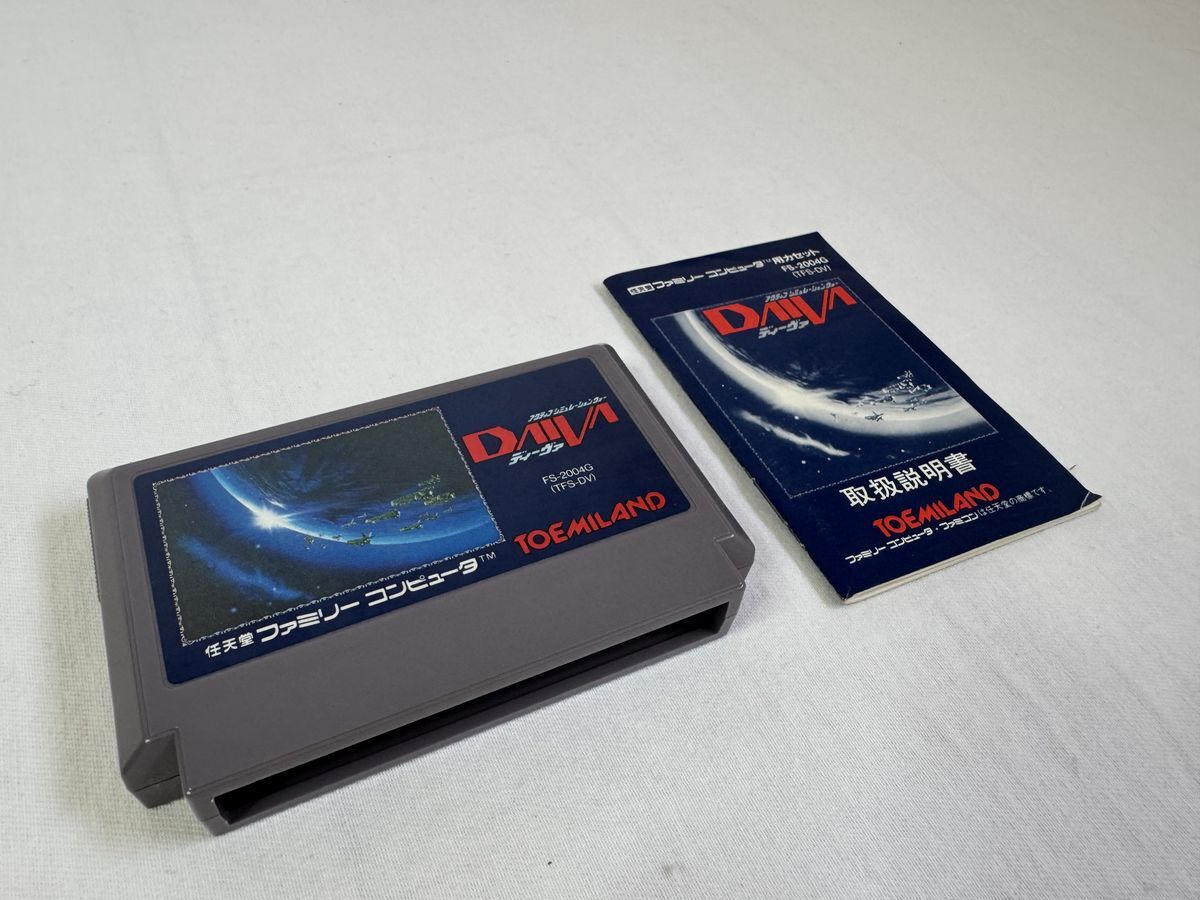 アクティブ シミュレーション ウォー
DAIVA
ディーヴァ
FS-2004G
(TFS-DV)
TOEMILAND
任天堂 ファミリー コンピュータ™
任天堂 ファミリー コンピュータ™用カセット
FS-2004G
(TFS-DV)
アクティブ シミュレーション ウォー
DAIVA
ディーヴァ
取扱説明書
TOEMILAND
ファミリー コンピュータ・ファミコンは任天堂の商標です。